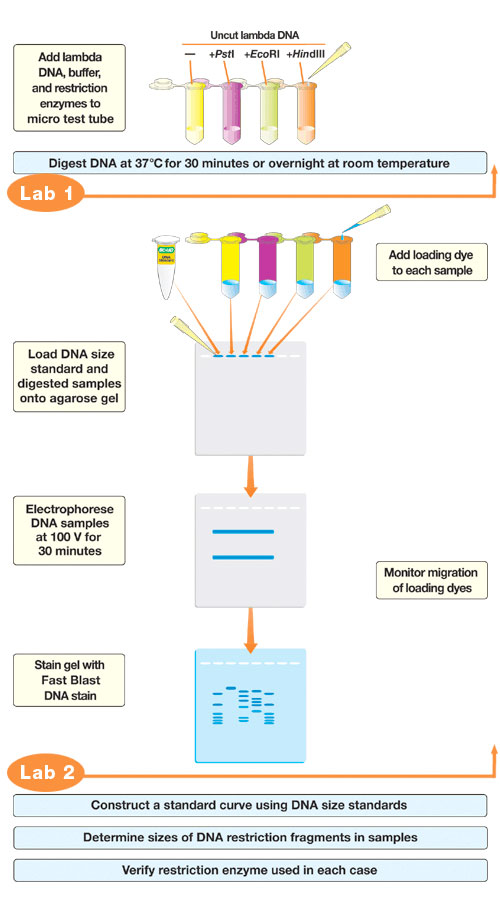 Uncut lambda DNA
— +PstI +EcoRI +HindIII
Add lambda
DNA, buffer,
and restriction
enzymes to
micro test tube
Digest DNA at 37°C for 30 minutes or overnight at room temperature
Lab 1
Add loading dye
to each sample
BIO-RAD
DNA
Load DNA size
standard and
digested samples
onto agarose gel
Electrophorese
DNA samples
at 100 V for
30 minutes
Monitor migration
of loading dyes
Stain gel with
Fast Blast
DNA stain
Lab 2
Construct a standard curve using DNA size standards
Determine sizes of DNA restriction fragments in samples
Verify restriction enzyme used in each case